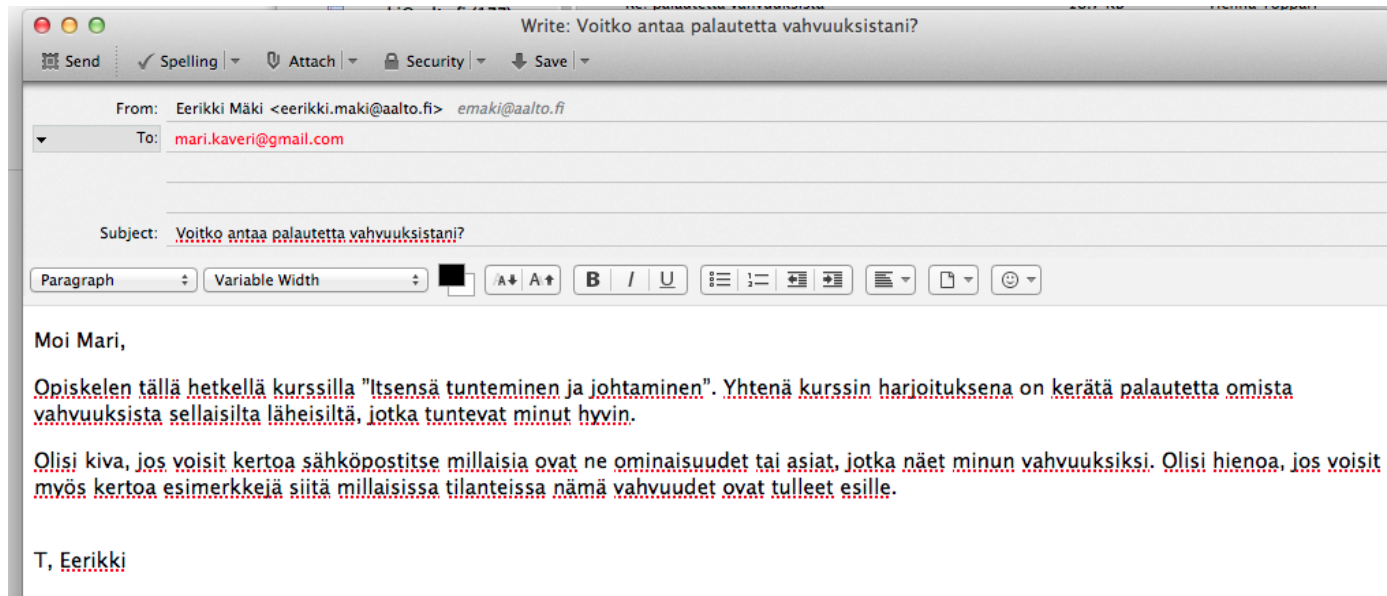 Write: Voitko antaa palautetta vahvuuksistani?
Send Spelling Attach Security Save
From: Eerikki Mäki <eerikki.maki@aalto.fi> emaki@aalto.fi
To: mari.kaveri@gmail.com
Subject: Voitko antaa palautetta vahvuuksistani?
Paragraph Variable Width A A B I U
Moi Mari,
Opiskelen tällä hetkellä kurssilla ”Itsensä tunteminen ja johtaminen”. Yhtenä kurssin harjoituksena on kerätä palautetta omista
vahvuuksista sellaisilta läheisiltä, jotka tuntevat minut hyvin.
Olisi kiva, jos voisit kertoa sähköpostitse millaisia ovat ne ominaisuudet tai asiat, jotka näet minun vahvuuksiksi. Olisi hienoa, jos voisit
myös kertoa esimerkkejä siitä millaisissa tilanteissa nämä vahvuudet ovat tulleet esille.
T, Eerikki